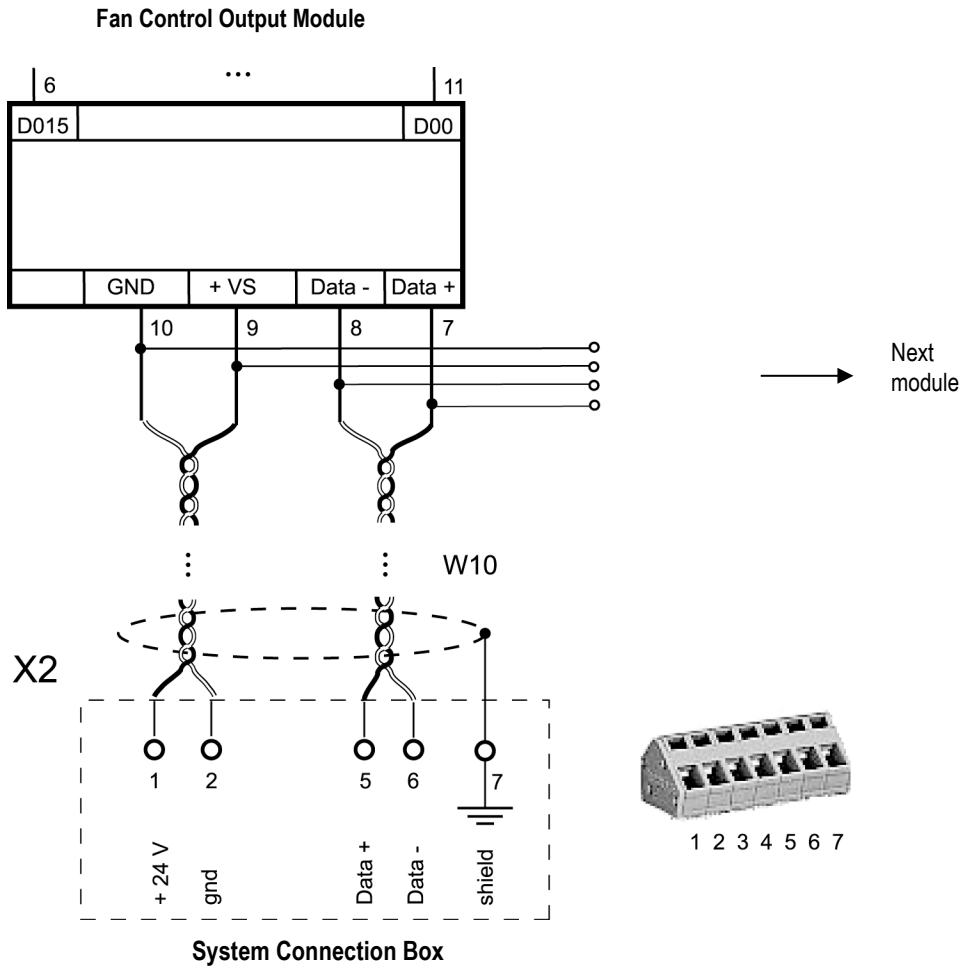 Fan Control Output Module
6 ... 11
D015 D00
GND + VS Data - Data +
10 9 8 7
Next
module
W10
X2
1 2 5 6 7
+ 24 V
gnd
Data +
Data -
shield
1 2 3 4 5 6 7
System Connection Box